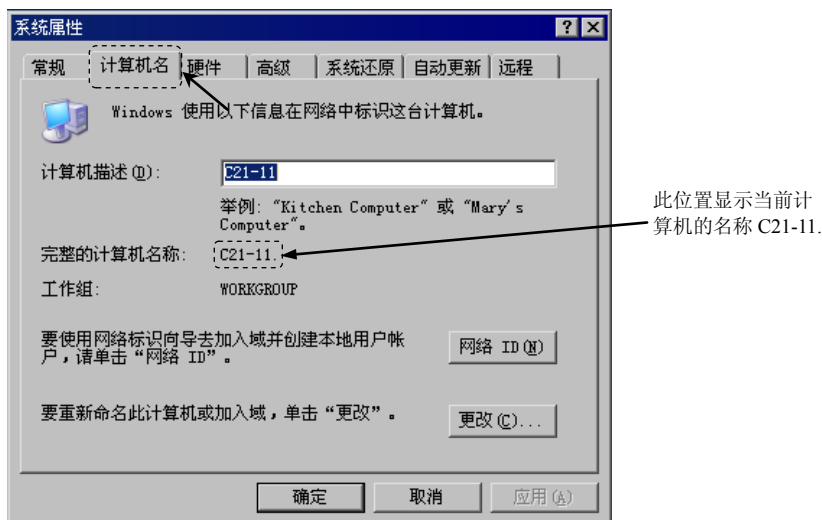 系统属性
常规 计算机名 硬件 高级 系统还原 自动更新 远程
Windows 使用以下信息在网络中标识这台计算机。
计算机描述(D): C21-11
举例: “Kitchen Computer” 或 “Mary's
Computer”。
完整的计算机名称: C21-11.
工作组: WORKGROUP
要使用网络标识向导去加入域并创建本地用户帐
户，请单击“网络 ID”。
网络 ID(N)
要重新命名此计算机或加入域，单击“更改”。
更改(C)...
确定 取消 应用(A)
此位置显示当前计
算机的名称 C21-11.